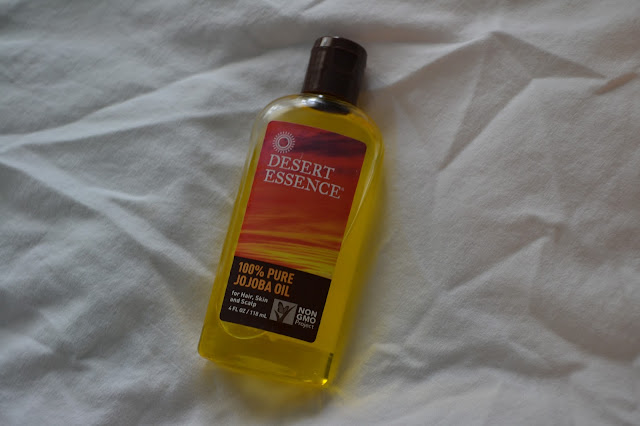 DESERT
ESSENCE®
100% PURE
JOJOBA OIL
for Hair, Skin
and Scalp
4 FL OZ / 118 mL
NON
GMO
Project